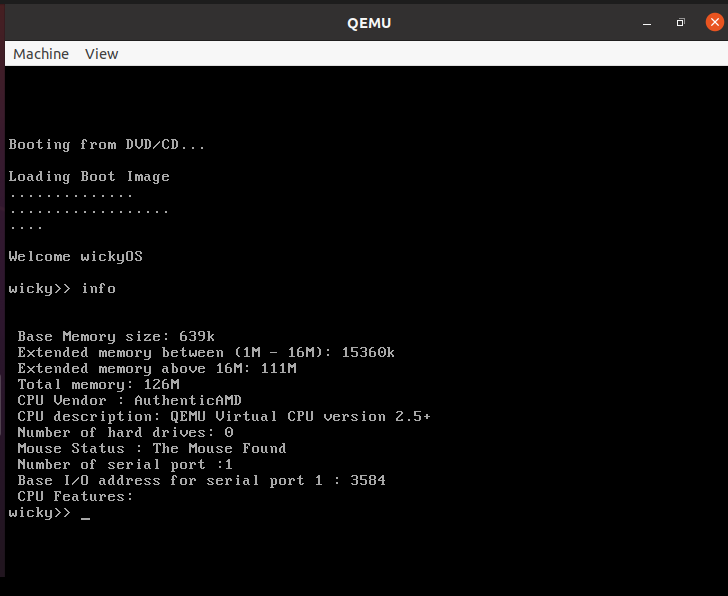 QEMU
Machine View
Booting from DVD/CD...
Loading Boot Image
..............
..................
....
Welcome wickyOS
wicky>> info
Base Memory size: 639k
Extended memory between (1M - 16M): 15360k
Extended memory above 16M: 111M
Total memory: 126M
CPU Vendor : AuthenticAMD
CPU description: QEMU Virtual CPU version 2.5+
Number of hard drives: 0
Mouse Status : The Mouse Found
Number of serial port :1
Base I/O address for serial port 1 : 3584
CPU Features:
wicky>> _